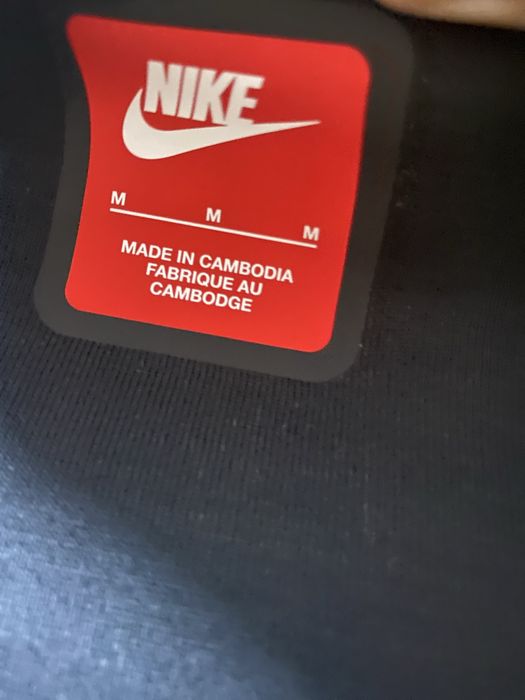 NIKE
M M M
MADE IN CAMBODIA
FABRIQUE AU
CAMBODGE